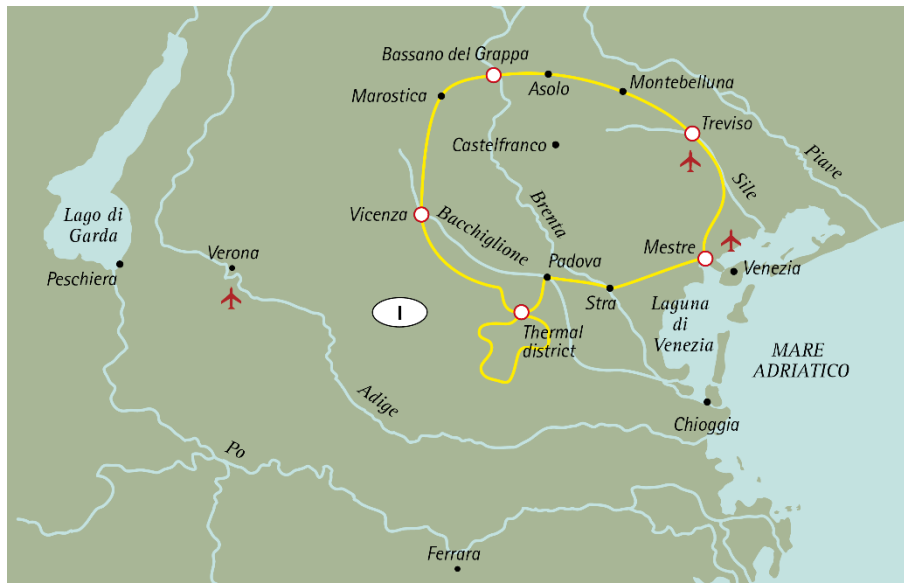 Bassano del Grappa
Asolo
Montebelluna
Marostica
Treviso
Castelfranco
Piave
Sile
Lago di
Garda
Vicenza
Bacchiglione
Brenta
Verona
Peschiera
Padova
Mestre
Venezia
Stra
Laguna
di
Venezia
I
Thermal
district
MARE
ADRIATICO
Adige
Chioggia
Po
Ferrara